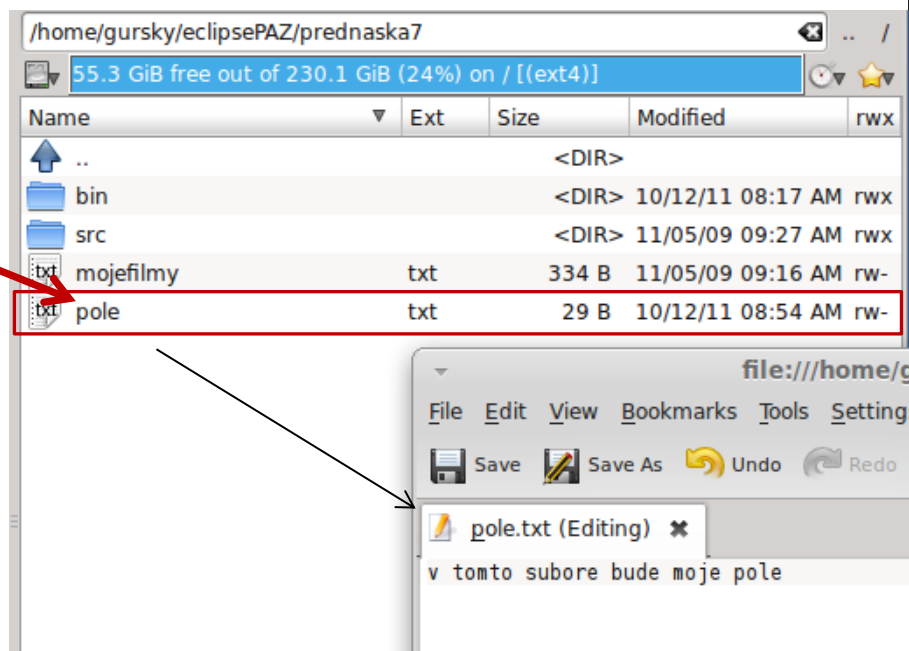 /home/gursky/eclipsePAZ/prednaska7 .. /
55.3 GiB free out of 230.1 GiB (24%) on / [(ext4)]
Name Ext Size Modified rwx
.. <DIR>
bin <DIR> 10/12/11 08:17 AM rwx
src <DIR> 11/05/09 09:27 AM rwx
txt mojefilmy txt 334 B 11/05/09 09:16 AM rw-
txt pole txt 29 B 10/12/11 08:54 AM rw-
file:///home/g
File Edit View Bookmarks Tools Setting
Save Save As Undo Redo
pole.txt (Editing)
v tomto subore bude moje pole